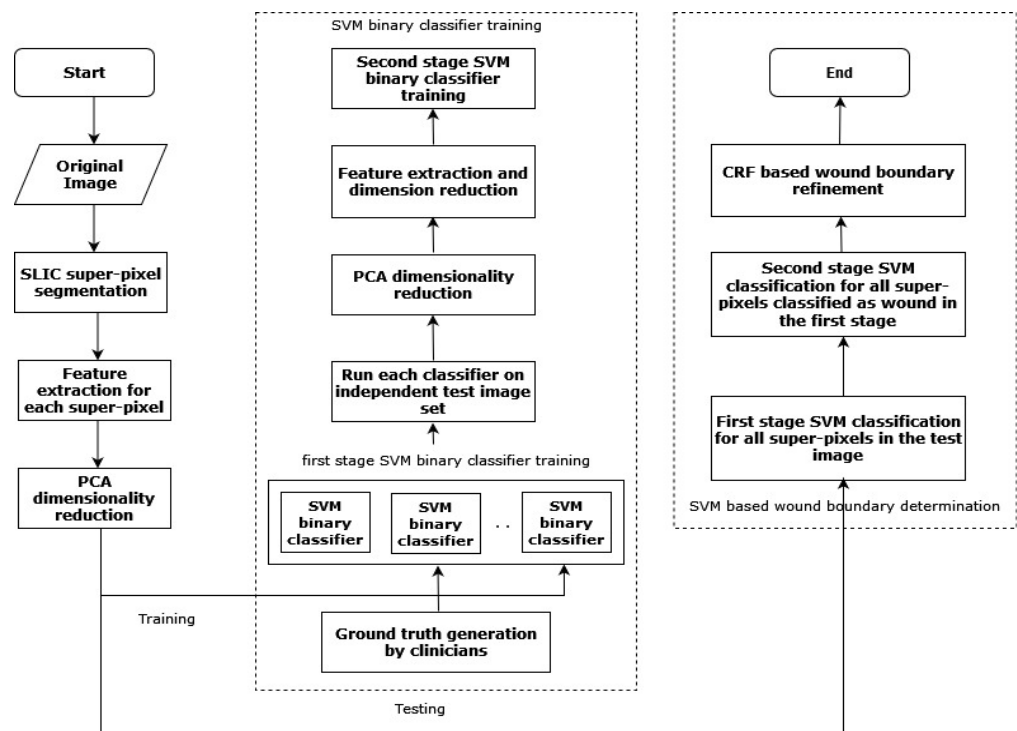 Start
Original
Image
SLIC super-pixel
segmentation
Feature
extraction for
each super-pixel
PCA
dimensionality
reduction
Training
SVM binary classifier training
Second stage SVM
binary classifier
training
Feature extraction and
dimension reduction
PCA dimensionality
reduction
Run each classifier on
independent test image
set
first stage SVM binary classifier training
SVM
binary
classifier
SVM
binary
classifier
. .
SVM
binary
classifier
Ground truth generation
by clinicians
Testing
End
CRF based wound boundary
refinement
Second stage SVM
classification for all super-
pixels classified as wound in
the first stage
First stage SVM classification
for all super-pixels in the test
image
SVM based wound boundary determination